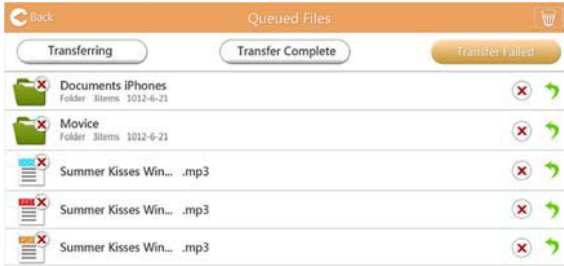 Back
Queued Files
Transferring
Transfer Complete
Transfer Failed
Documents iPhones
Folder 3items 1012-6-21
Movice
Folder 3items 1012-6-21
Summer Kisses Win... .mp3
Summer Kisses Win... .mp3
Summer Kisses Win... .mp3